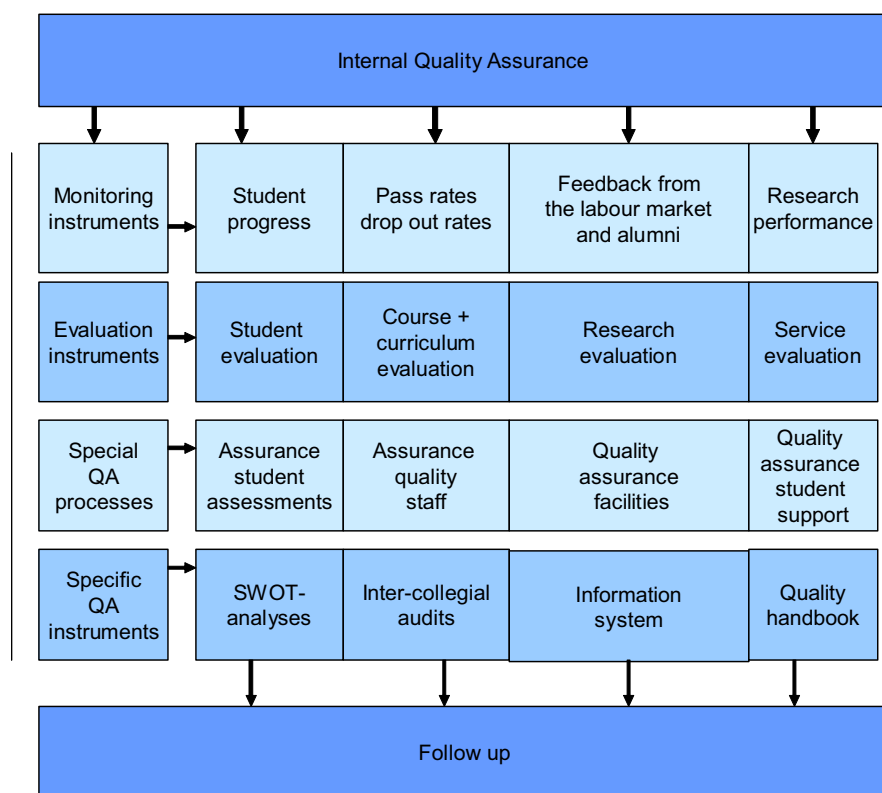 Internal Quality Assurance
Monitoring
instruments
Student
progress
Pass rates
drop out rates
Feedback from
the labour market
and alumni
Research
performance
Evaluation
instruments
Student
evaluation
Course +
curriculum
evaluation
Research
evaluation
Service
evaluation
Special
QA
processes
Assurance
student
assessments
Assurance
quality
staff
Quality
assurance
facilities
Quality
assurance
student
support
Specific
QA
instruments
SWOT-
analyses
Inter-collegial
audits
Information
system
Quality
handbook
Follow up